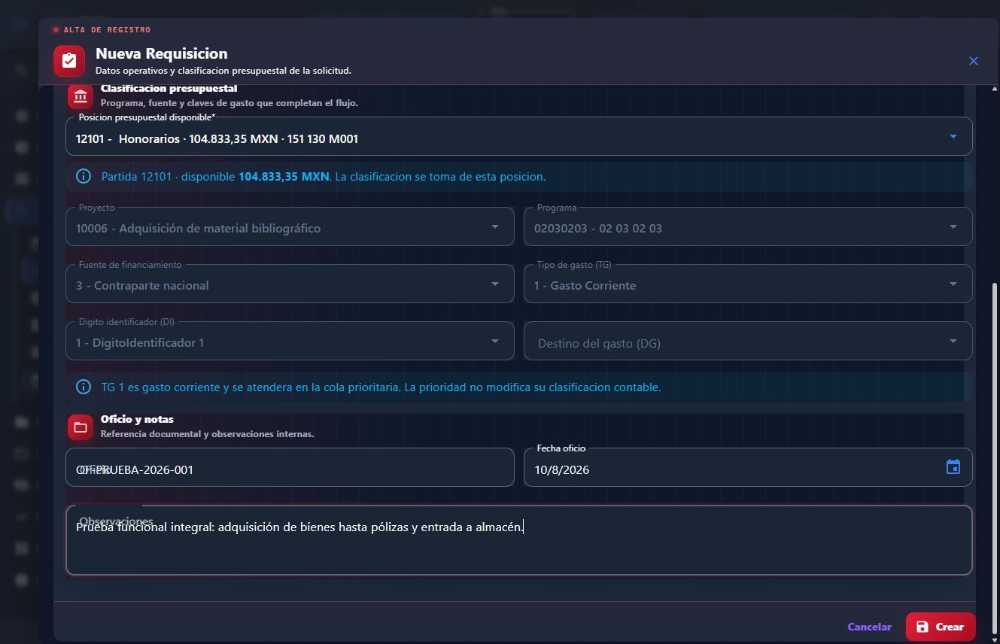 ALTA DE REGISTRO
Nueva Requisicion
Datos operativos y clasificacion presupuestal de la solicitud.
Clasificacion presupuestal
Programa, fuente y claves de gasto que completan el flujo.
Posicion presupuestal disponible*
12101 - Honorarios · 104.833,35 MXN · 151 130 M001
Partida 12101 · disponible 104.833,35 MXN. La clasificacion se toma de esta posicion.
Proyecto
10006 - Adquisición de material bibliográfico
Programa
02030203 - 02 03 02 03
Fuente de financiamiento
3 - Contraparte nacional
Tipo de gasto (TG)
1 - Gasto Corriente
Digito identificador (DI)
1 - DigitoIdentificador 1
Destino del gasto (DG)
TG 1 es gasto corriente y se atendera en la cola prioritaria. La prioridad no modifica su clasificacion contable.
Oficio y notas
Referencia documental y observaciones internas.
Oficio
OF-PRUEBA-2026-001
Fecha oficio
10/8/2026
Observaciones
Prueba funcional integral: adquisición de bienes hasta pólizas y entrada a almacén.
Cancelar
Crear